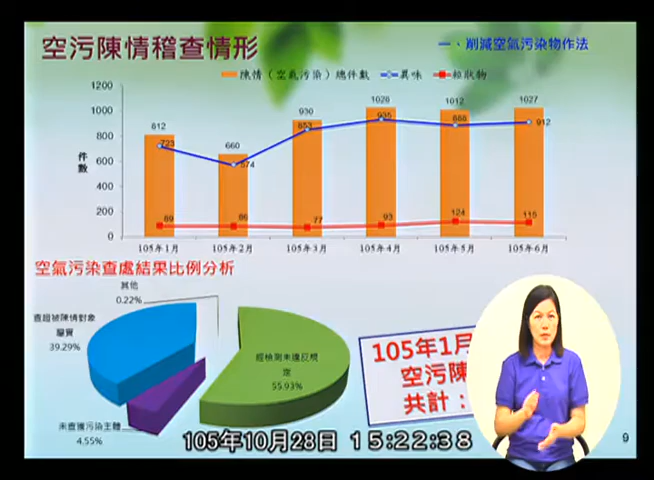 空污陳情稽查情形
一、削減空氣污染物作法
陳情（空氣污染）總件數 異味 粒狀物
1200
1000
800
600
400
200
0
件數
812 660 930 1028 1012 1027
723 574 853 935 888 912
89 86 77 93 124 115
105年1月 105年2月 105年3月 105年4月 105年5月 105年6月
空氣污染查處結果比例分析
其他
0.22%
查證被陳情對象
屬實
39.29%
經檢測未違反規
定
55.93%
未查獲污染主體
4.55%
105年1月
空污陳
共計：
105年10月28日 15:22:38
9